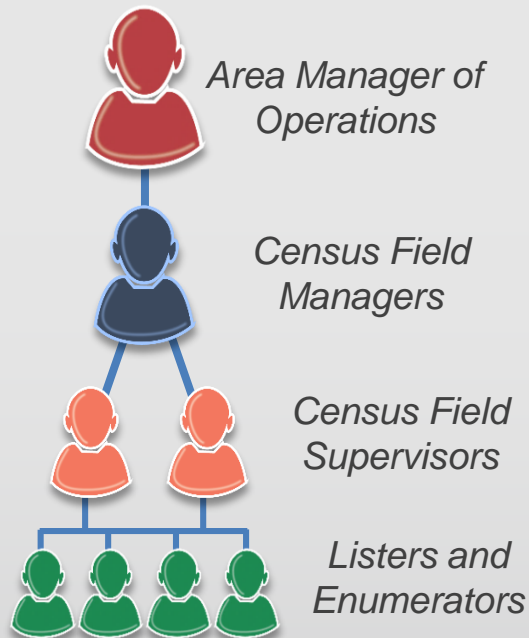 Area Manager of
Operations
Census Field
Managers
Census Field
Supervisors
Listers and
Enumerators